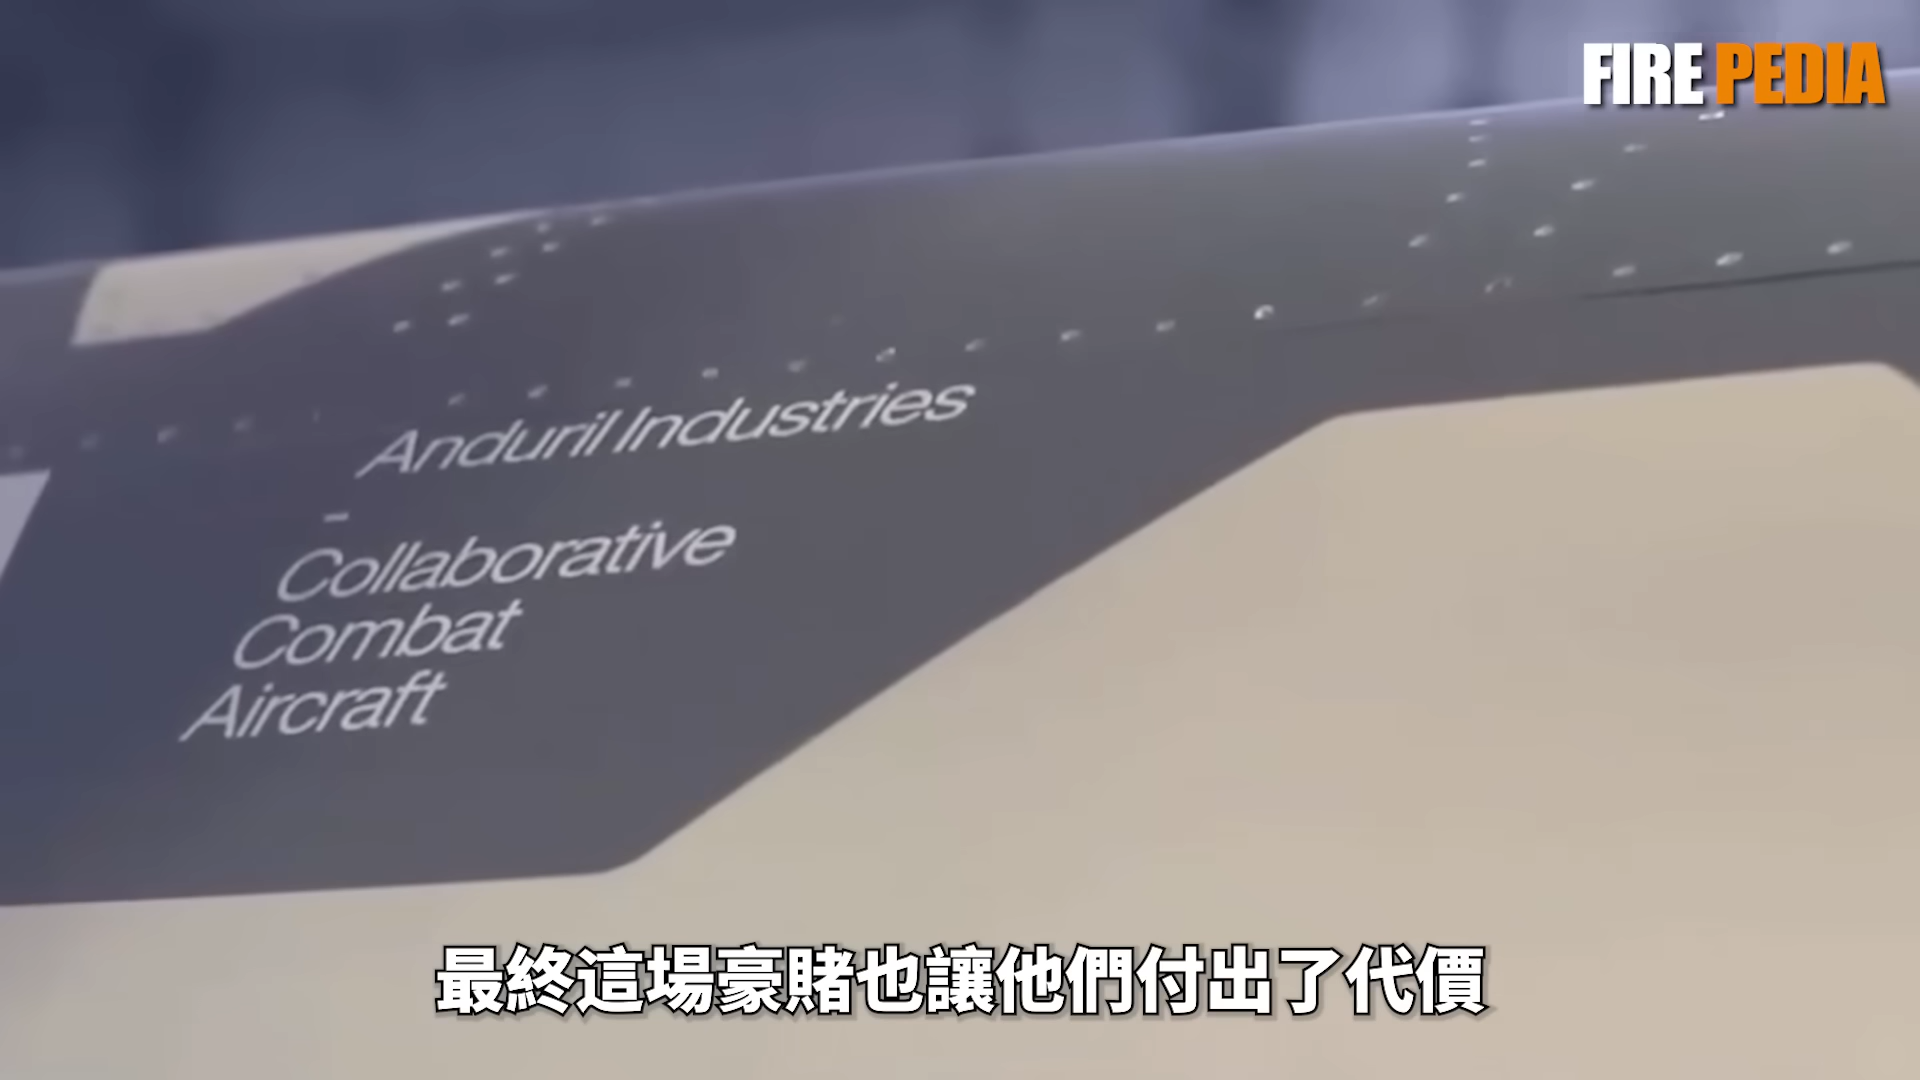 FIRE PEDIA
Anduril Industries
–
Collaborative
Combat
Aircraft
最終這場豪賭也讓他們付出了代價